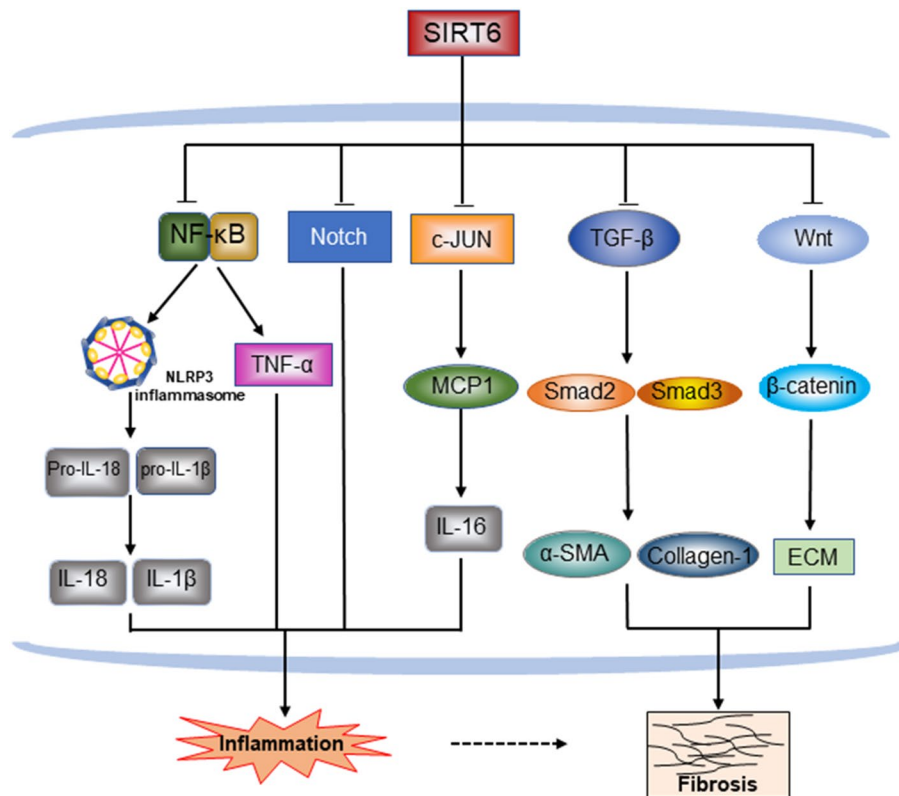 SIRT6
NF-κB
Notch
c-JUN
TGF-β
Wnt
NLRP3
inflammasome
TNF-α
MCP1
Smad2
Smad3
β-catenin
Pro-IL-18
pro-IL-1β
IL-16
α-SMA
Collagen-1
ECM
IL-18
IL-1β
Inflammation
Fibrosis